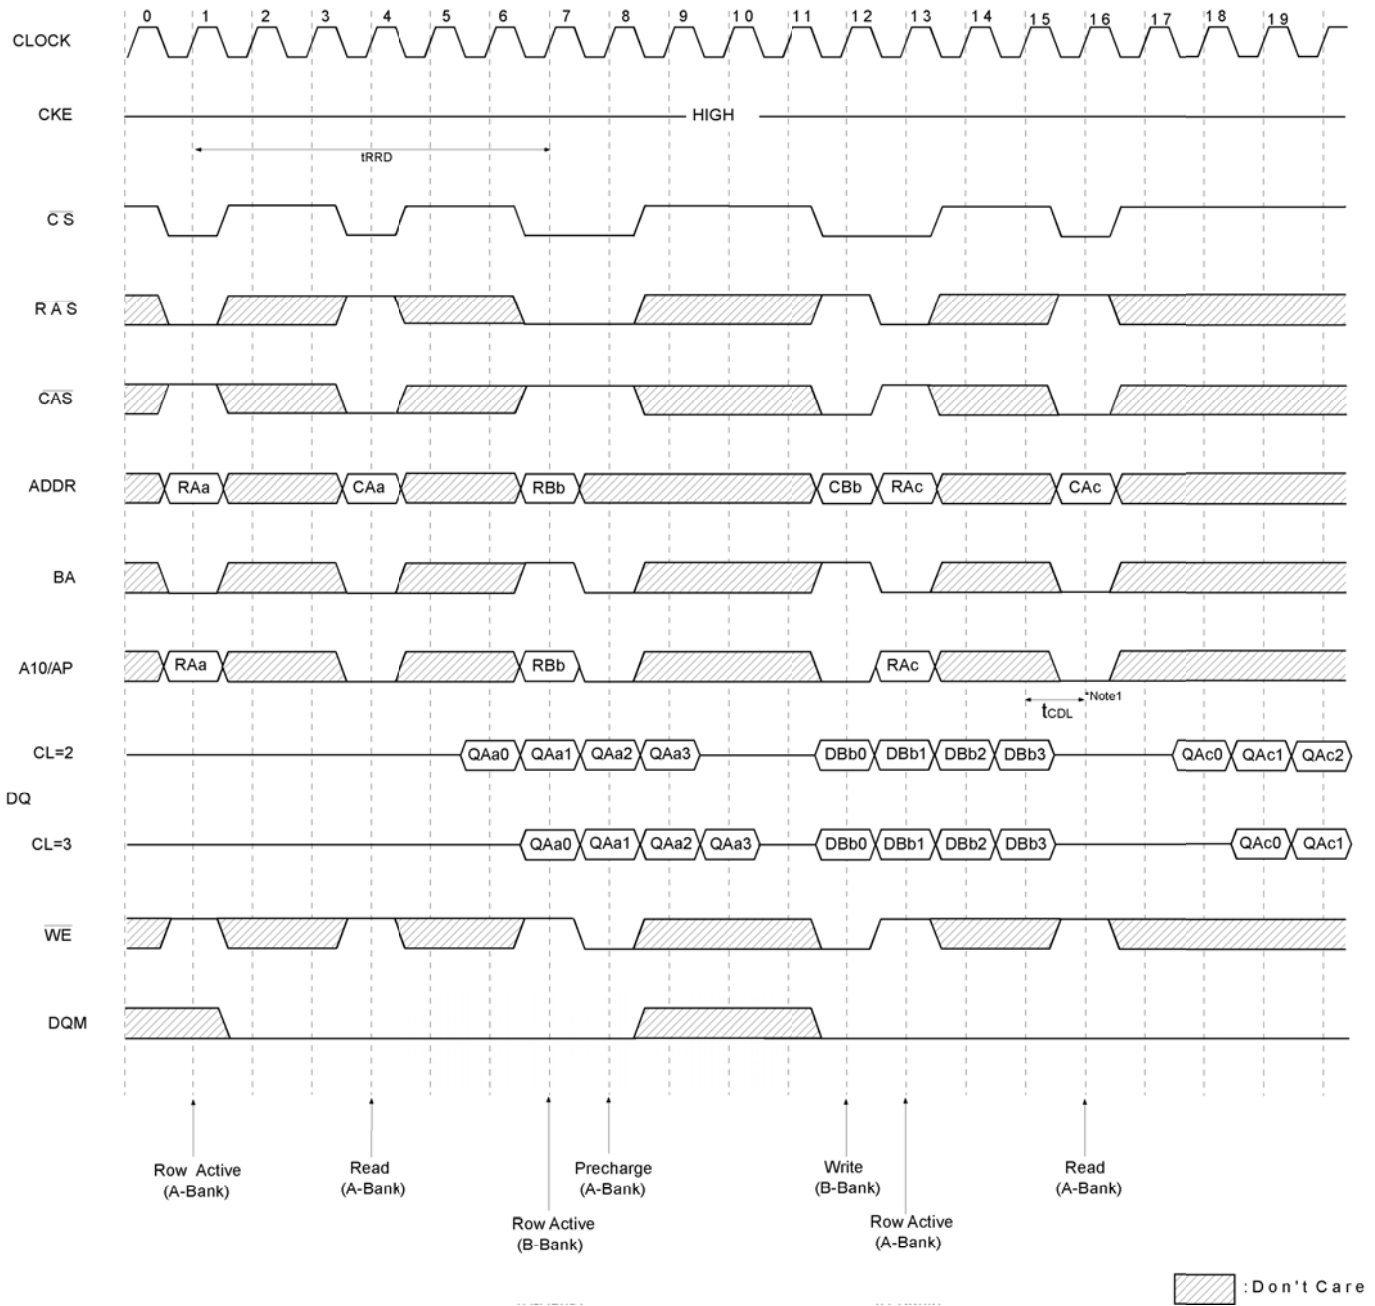 0 1 2 3 4 5 6 7 8 9 10 11 12 13 14 15 16 17 18 19
CLOCK
CKE HIGH
tRRD
CS
RAS
CAS
ADDR RAa CAa RBb CBb RAc CAc
BA
A10/AP RAa RBb RAc
tCDL *Note1
CL=2 QAa0 QAa1 QAa2 QAa3 DBb0 DBb1 DBb2 DBb3 QAc0 QAc1 QAc2
DQ
CL=3 QAa0 QAa1 QAa2 QAa3 DBb0 DBb1 DBb2 DBb3 QAc0 QAc1
WE
DQM
Row Active
(A-Bank)
Read
(A-Bank)
Precharge
(A-Bank)
Write
(B-Bank)
Read
(A-Bank)
Row Active
(B-Bank)
Row Active
(A-Bank)
:Don't Care